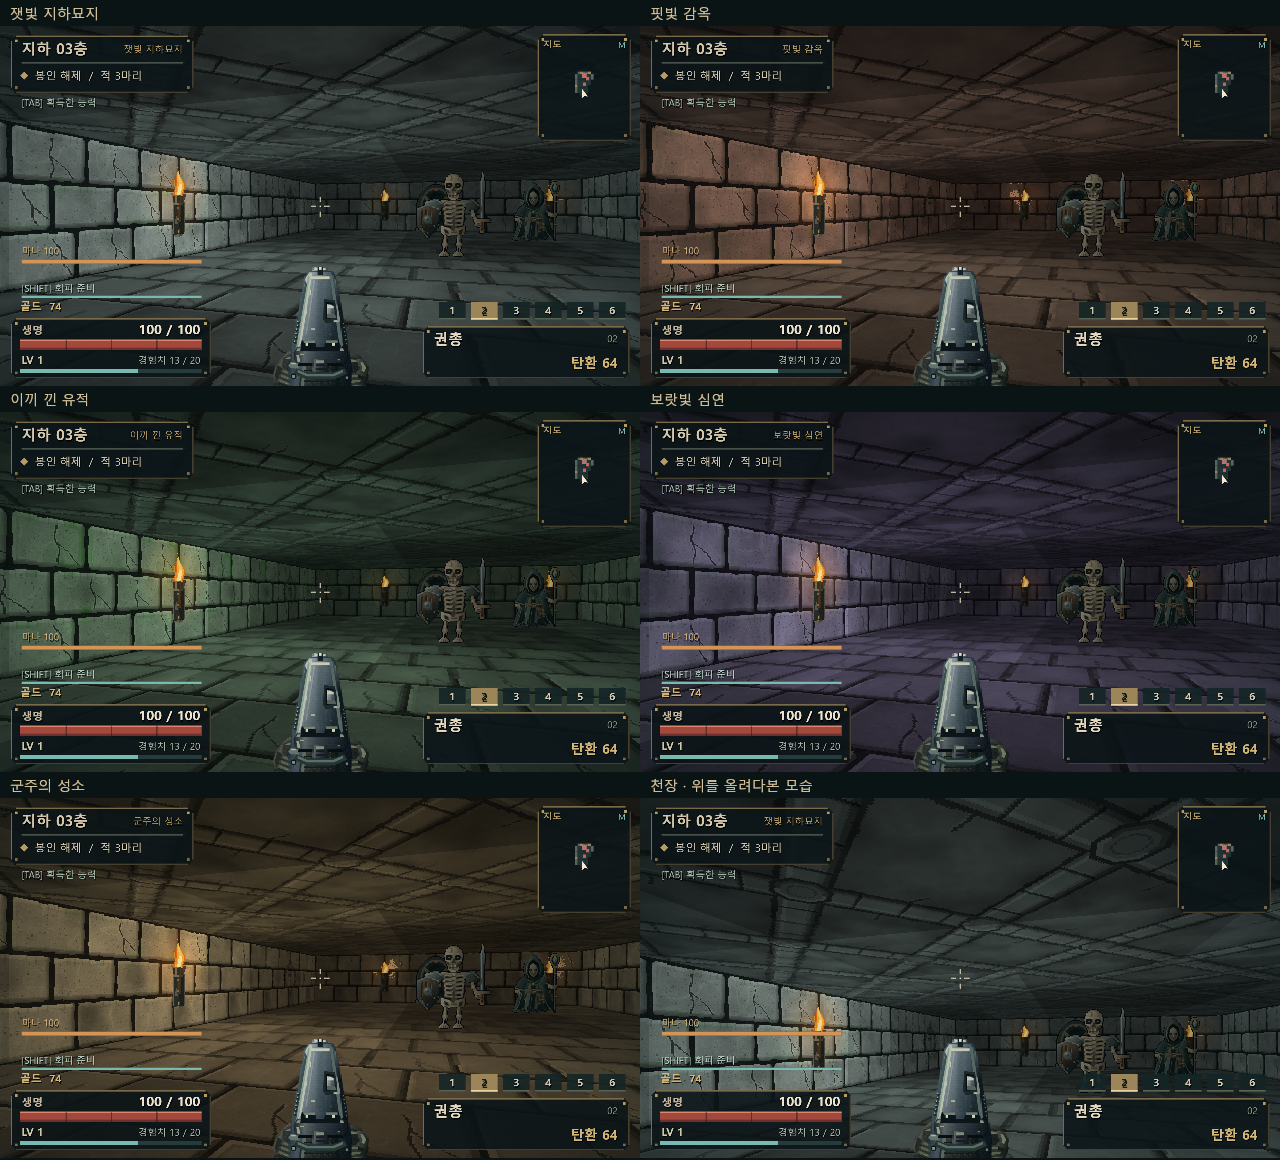 잿빛 지하묘지
지하 03층 잿빛 지하묘지
◆ 봉인 해제 / 적 3마리
[TAB] 획득한 능력
지도 M
마나 100
[SHIFT] 회피 준비
골드 74
생명 100 / 100
LV 1 경험치 13 / 20
1 2 3 4 5 6
권총 02
탄환 64
핏빛 감옥
지하 03층 핏빛 감옥
◆ 봉인 해제 / 적 3마리
[TAB] 획득한 능력
지도 M
마나 100
[SHIFT] 회피 준비
골드 74
생명 100 / 100
LV 1 경험치 13 / 20
1 2 3 4 5 6
권총 02
탄환 64
이끼 낀 유적
지하 03층 이끼 낀 유적
◆ 봉인 해제 / 적 3마리
[TAB] 획득한 능력
지도 M
마나 100
[SHIFT] 회피 준비
골드 74
생명 100 / 100
LV 1 경험치 13 / 20
1 2 3 4 5 6
권총 02
탄환 64
보랏빛 심연
지하 03층 보랏빛 심연
◆ 봉인 해제 / 적 3마리
[TAB] 획득한 능력
지도 M
마나 100
[SHIFT] 회피 준비
골드 74
생명 100 / 100
LV 1 경험치 13 / 20
1 2 3 4 5 6
권총 02
탄환 64
군주의 성소
지하 03층 군주의 성소
◆ 봉인 해제 / 적 3마리
[TAB] 획득한 능력
지도 M
마나 100
[SHIFT] 회피 준비
골드 74
생명 100 / 100
LV 1 경험치 13 / 20
1 2 3 4 5 6
권총 02
탄환 64
천장 · 위를 올려다본 모습
지하 03층 잿빛 지하묘지
◆ 봉인 해제 / 적 3마리
[TAB] 획득한 능력
지도 M
마나 100
[SHIFT] 회피 준비
골드 74
생명 100 / 100
LV 1 경험치 13 / 20
1 2 3 4 5 6
권총 02
탄환 64